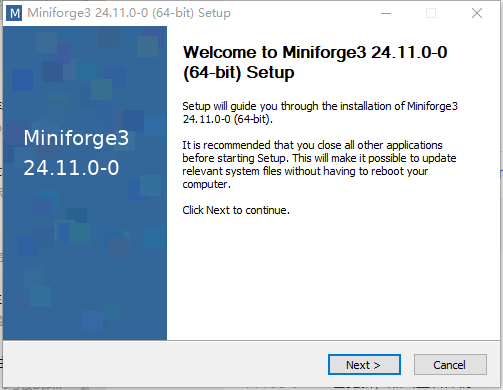 M Miniforge3 24.11.0-0 (64-bit) Setup
Welcome to Miniforge3 24.11.0-0
(64-bit) Setup
Miniforge3
24.11.0-0
Setup will guide you through the installation of Miniforge3
24.11.0-0 (64-bit).
It is recommended that you close all other applications
before starting Setup. This will make it possible to update
relevant system files without having to reboot your
computer.
Click Next to continue.
Next >
Cancel